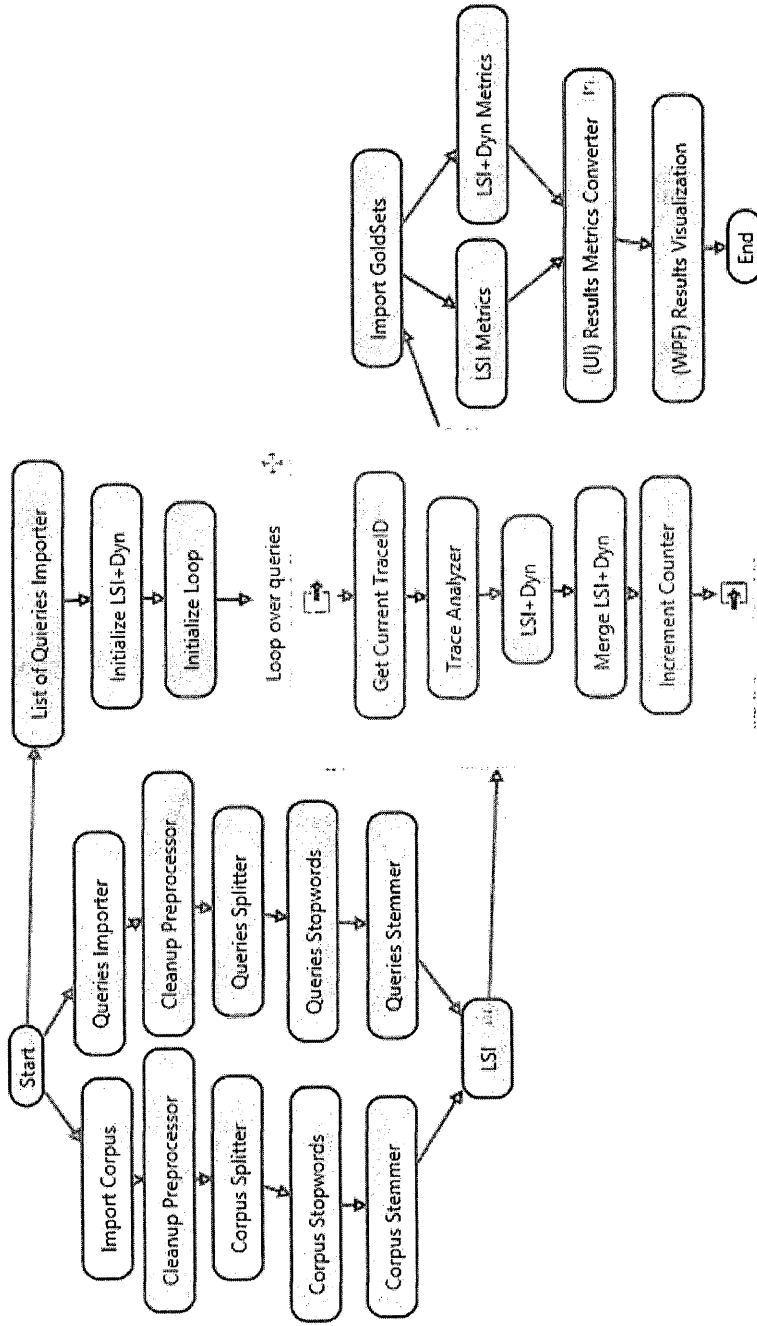 Start
Import Corpus
Cleanup Preprocessor
Corpus Splitter
Corpus Stopwords
Corpus Stemmer
Queries Importer
Cleanup Preprocessor
Queries Splitter
Queries Stopwords
Queries Stemmer
LSI
List of Quieries Importer
Initialize LSI+Dyn
Initialize Loop
Loop over queries
Get Current TraceID
Trace Analyzer
LSI+Dyn
Merge LSI+Dyn
Increment Counter
Import GoldSets
LSI Metrics
LSI+Dyn Metrics
(UI) Results Metrics Converter
(WPF) Results Visualization
End